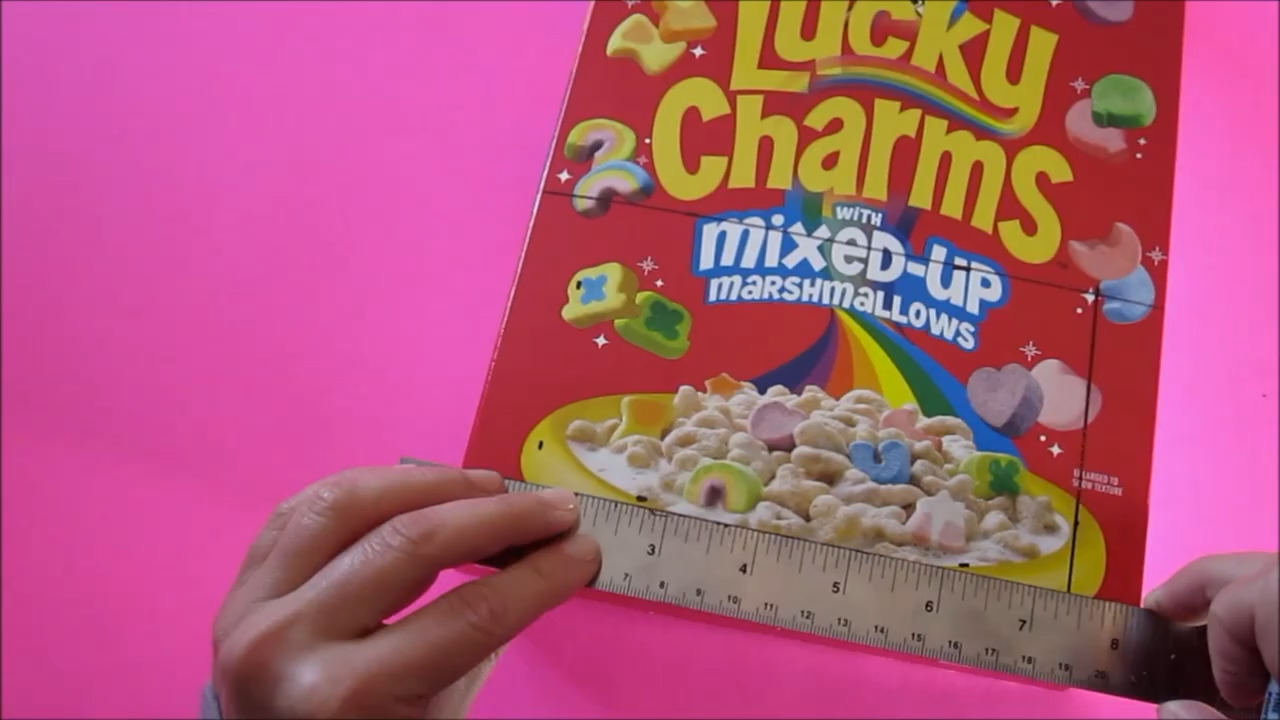 Lucky
Charms
WITH
mixeD-UP
maRSHmaLLOWS
ENLARGED TO
SHOW TEXTURE
3 4 5 6 7 8
7 8 9 10 11 12 13 14 15 16 17 18 19 20